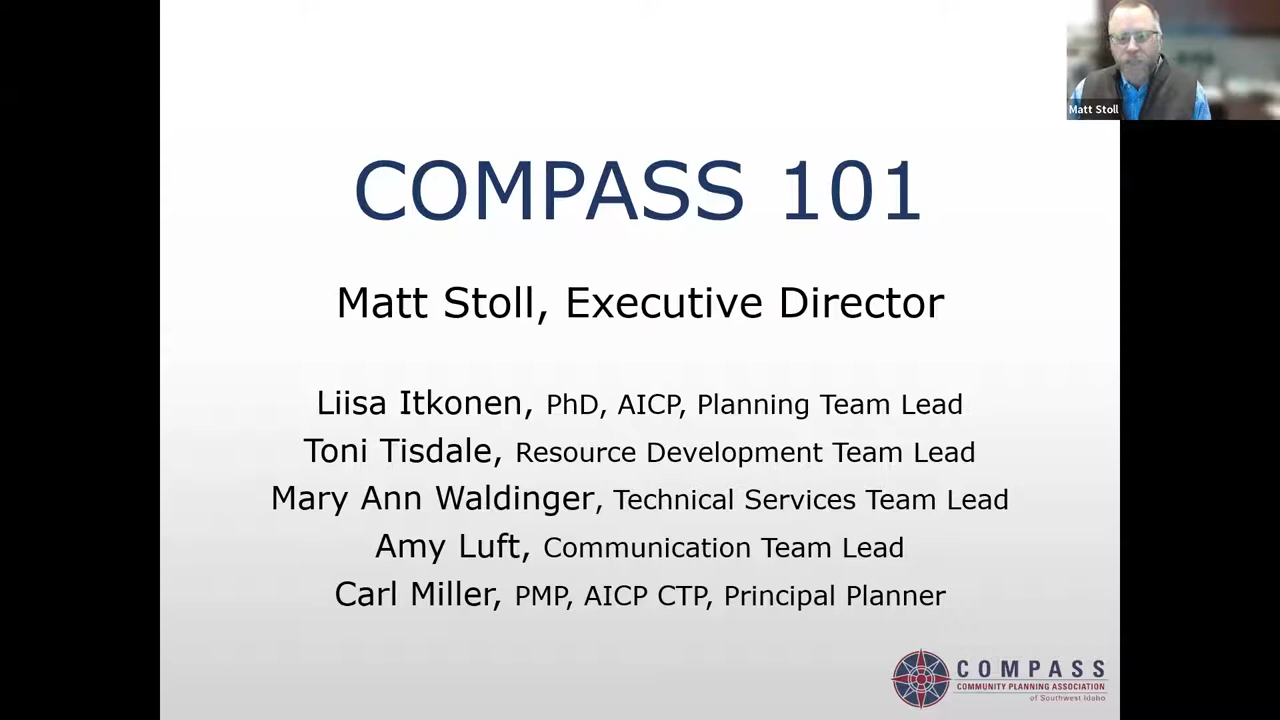 Matt Stoll
COMPASS 101
Matt Stoll, Executive Director
Liisa Itkonen, PhD, AICP, Planning Team Lead
Toni Tisdale, Resource Development Team Lead
Mary Ann Waldinger, Technical Services Team Lead
Amy Luft, Communication Team Lead
Carl Miller, PMP, AICP CTP, Principal Planner
COMPASS
COMMUNITY PLANNING ASSOCIATION
of Southwest Idaho